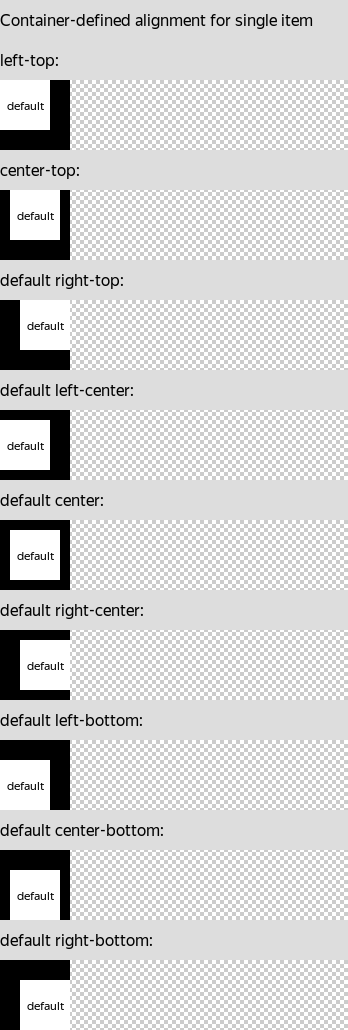 Container-defined alignment for single item
left-top:
default
center-top:
default
default right-top:
default
default left-center:
default
default center:
default
default right-center:
default
default left-bottom:
default
default center-bottom:
default
default right-bottom:
default